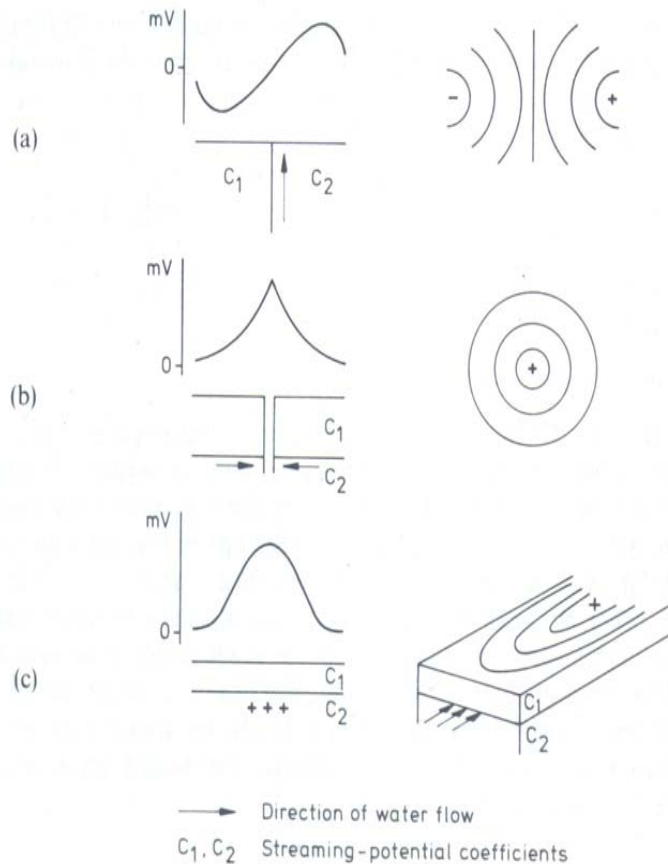 mV
0
- +
(a)
C₁ C₂
mV
0
+
(b)
C₁
C₂
mV
0
+
(c)
C₁
+ + + C₂
C₁
C₂
Direction of water flow
C₁, C₂ Streaming-potential coefficients